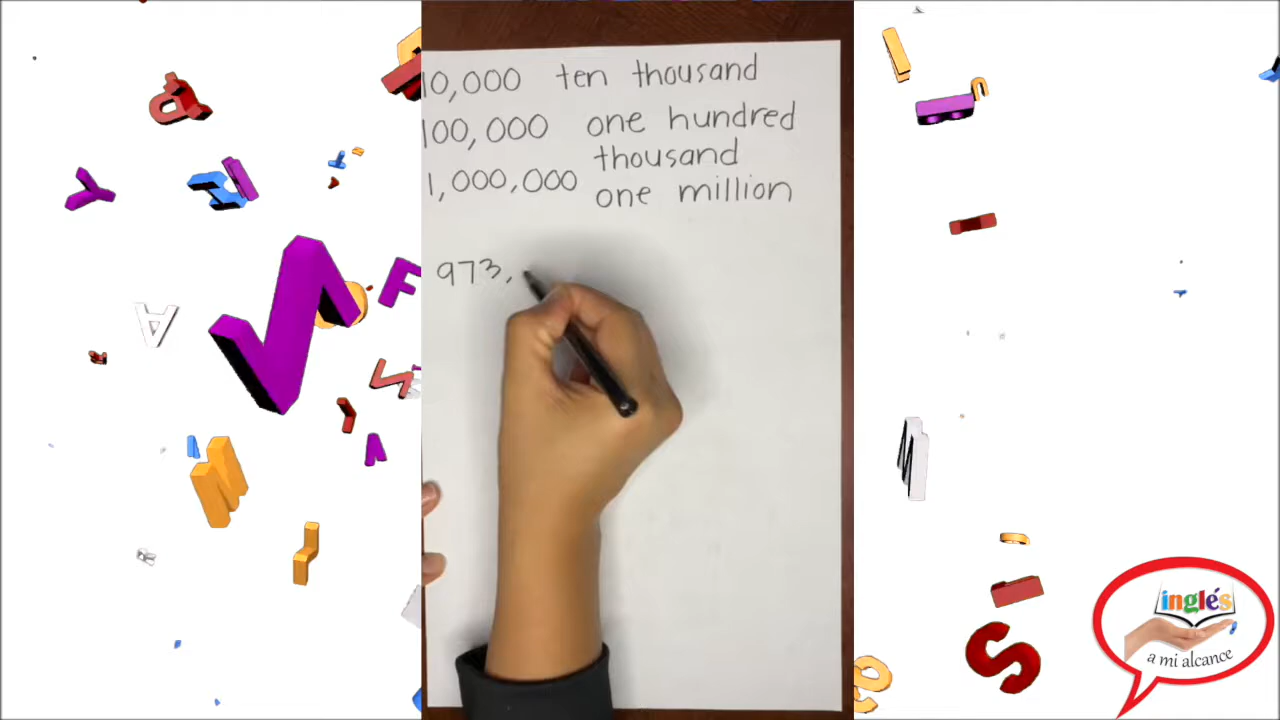 10,000 ten thousand
100,000 one hundred
thousand
1,000,000 one million
973,
inglés
a mi alcance